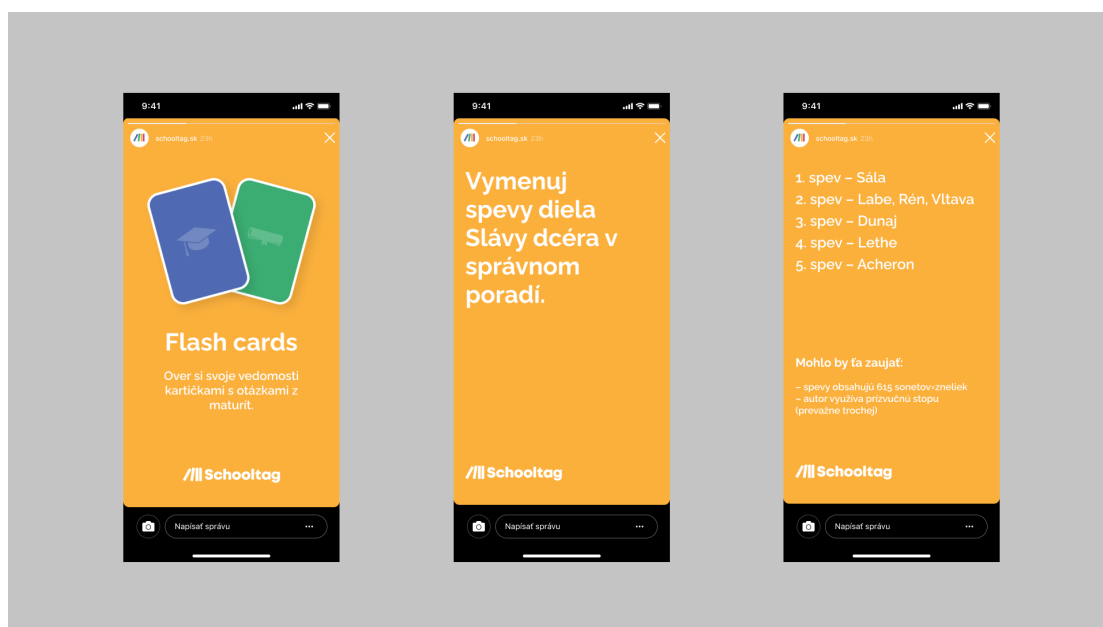 9:41
schooltag.sk 23h
Flash cards
Over si svoje vedomosti
kartičkami s otázkami z
maturít.
Schooltag
Napísať správu
9:41
schooltag.sk 23h
Vymenuj
spevy diela
Slávy dcéra v
správnom
poradí.
Schooltag
Napísať správu
9:41
schooltag.sk 23h
1. spev – Sála
2. spev – Labe, Rén, Vltava
3. spev – Dunaj
4. spev – Lethe
5. spev – Acheron
Mohlo by ťa zaujať:
– spevy obsahujú 615 sonetov=zneliek
– autor využíva prízvučnú stopu
(prevažne trochej)
Schooltag
Napísať správu